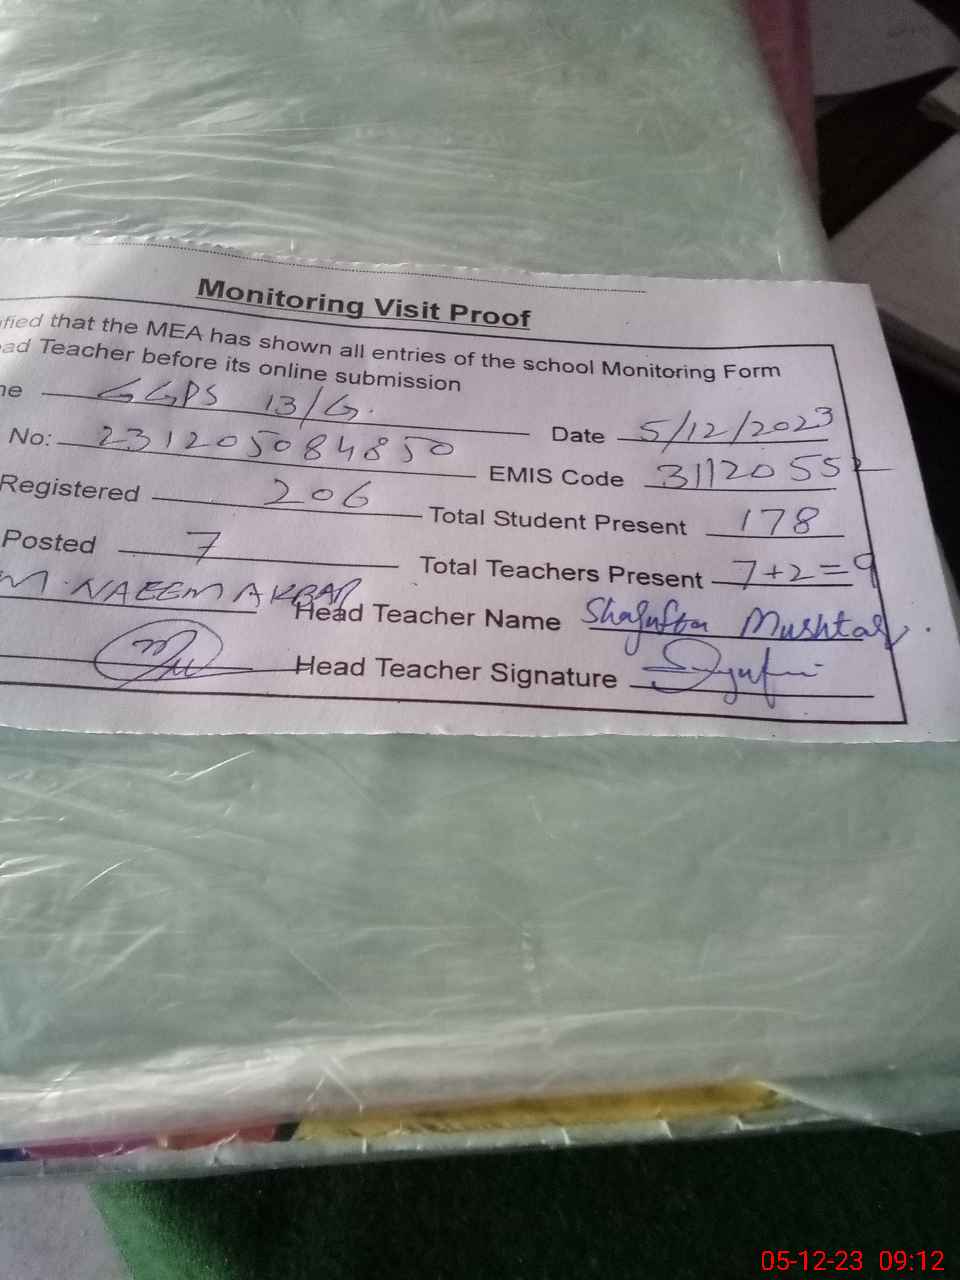 Monitoring Visit Proof
ified that the MEA has shown all entries of the school Monitoring Form
ead Teacher before its online submission
me GGPS 13/G. Date 5/12/2023
No: 231205084850 EMIS Code 31120552
Registered 206 Total Student Present 178
Posted 7 Total Teachers Present 7+2=9
M. NAEEM AKBAR Head Teacher Name Shagufta Mushtaq.
Head Teacher Signature
05-12-23 09:12